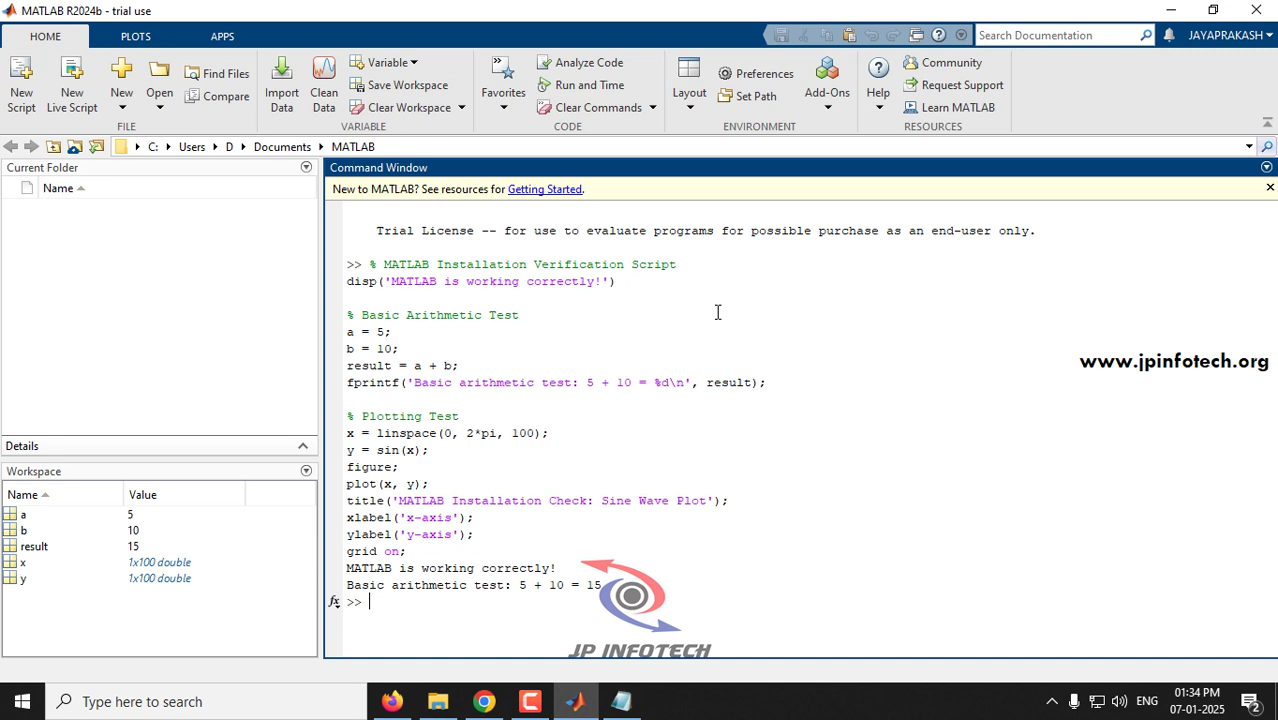 MATLAB R2024b - trial use
HOME PLOTS APPS Search Documentation JAYAPRAKASH
New Script New Live Script New Open Find Files Compare FILE
Import Data Clean Data Variable Save Workspace Clear Workspace VARIABLE
Favorites Analyze Code Run and Time Clear Commands CODE
Layout Preferences Set Path Add-Ons ENVIRONMENT
Help Community Request Support Learn MATLAB RESOURCES
C: Users D Documents MATLAB
Current Folder
Name
Details
Workspace
Name Value
a 5
b 10
result 15
x 1x100 double
y 1x100 double
Command Window
New to MATLAB? See resources for Getting Started.
Trial License -- for use to evaluate programs for possible purchase as an end-user only.
>> % MATLAB Installation Verification Script
disp('MATLAB is working correctly!')
% Basic Arithmetic Test
a = 5;
b = 10;
result = a + b;
fprintf('Basic arithmetic test: 5 + 10 = %d\n', result);
% Plotting Test
x = linspace(0, 2*pi, 100);
y = sin(x);
figure;
plot(x, y);
title('MATLAB Installation Check: Sine Wave Plot');
xlabel('x-axis');
ylabel('y-axis');
grid on;
MATLAB is working correctly!
Basic arithmetic test: 5 + 10 = 15
fx >>
www.jpinfotech.org
JP INFOTECH
Type here to search
ENG
01:34 PM
07-01-2025
2